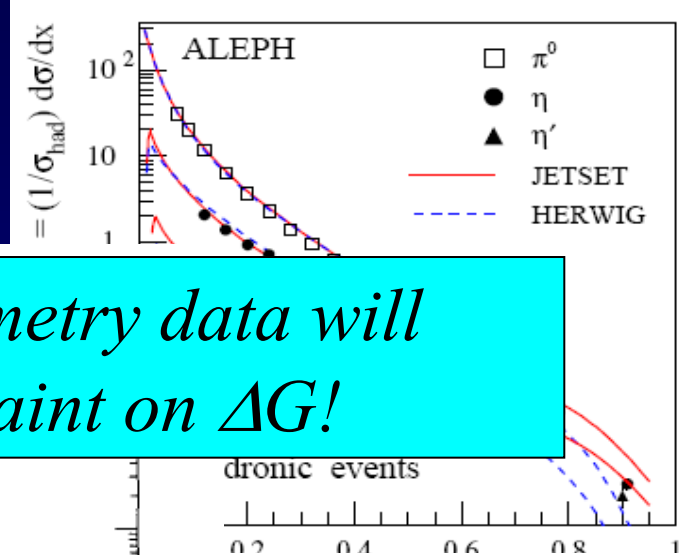 = (1/σhad) dσ/dx
ALEPH
π⁰
η
η′
JETSET
HERWIG
10²
10
1
metry data will
aint on ΔG!
dronic events
0.2 0.4 0.6 0.8 1